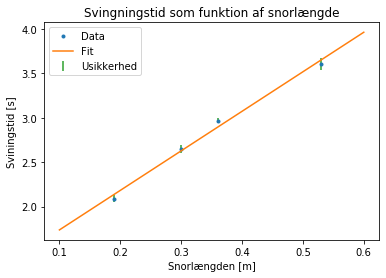 Svingningstid som funktion af snorlængde
Data
Fit
Usikkerhed
4.0
3.5
3.0
2.5
2.0
Sviningstid [s]
0.1 0.2 0.3 0.4 0.5 0.6
Snorlængden [m]